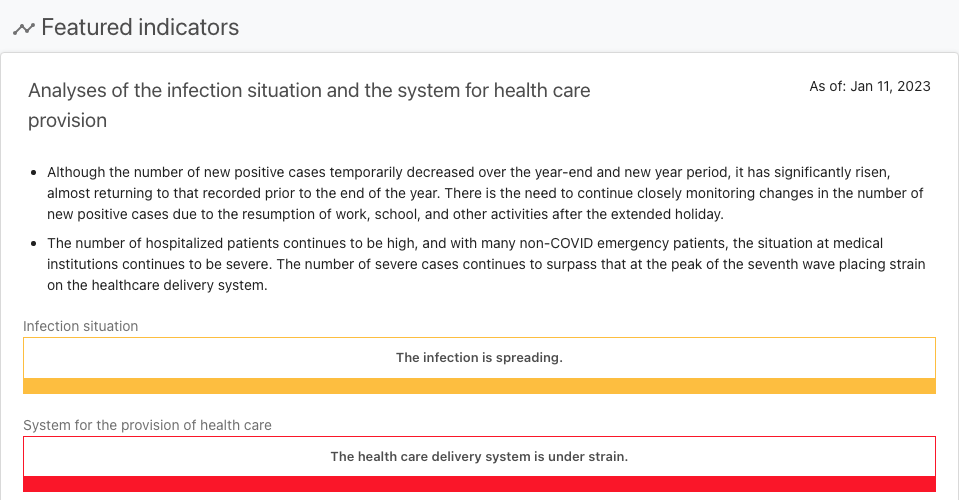 Featured indicators
Analyses of the infection situation and the system for health care
provision
As of: Jan 11, 2023
Although the number of new positive cases temporarily decreased over the year-end and new year period, it has significantly risen,
almost returning to that recorded prior to the end of the year. There is the need to continue closely monitoring changes in the number of
new positive cases due to the resumption of work, school, and other activities after the extended holiday.
The number of hospitalized patients continues to be high, and with many non-COVID emergency patients, the situation at medical
institutions continues to be severe. The number of severe cases continues to surpass that at the peak of the seventh wave placing strain
on the healthcare delivery system.
Infection situation
The infection is spreading.
System for the provision of health care
The health care delivery system is under strain.